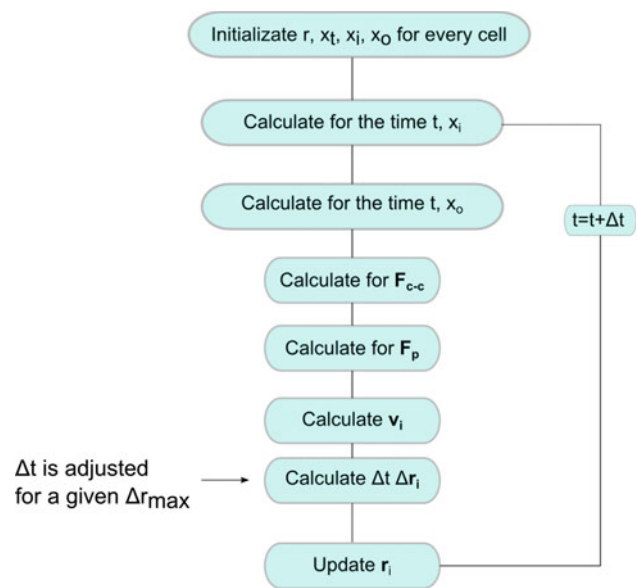 Initializate r, xt, xi, xo for every cell
Calculate for the time t, xi
Calculate for the time t, xo
t=t+Δt
Calculate for Fc-c
Calculate for Fp
Calculate vi
Δt is adjusted
for a given Δrmax
Calculate Δt Δri
Update ri